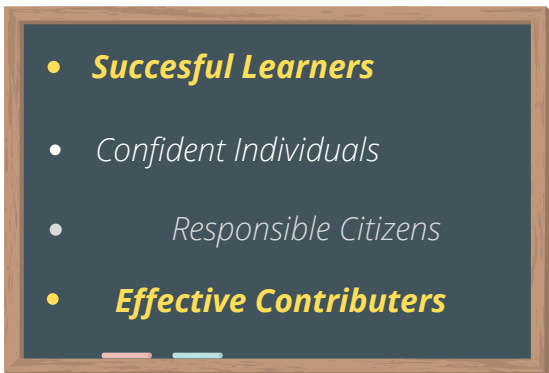 Succesful Learners
Confident Individuals
Responsible Citizens
Effective Contributers